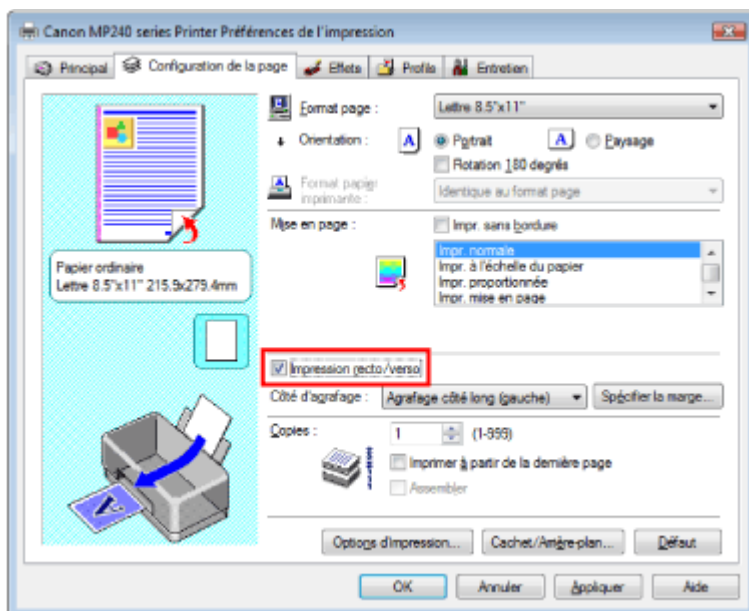 Canon MP240 series Printer Préférences de l'impression
Principal Configuration de la page Effets Profils Entretien
Format page : Lettre 8.5"x11"
Orientation : A Portrait A Paysage
Rotation 180 degrés
Format papier imprimante : Identique au format page
Mise en page : Impr. sans bordure
Impr. normale
Impr. à l'échelle du papier
Impr. proportionnée
Impr. mise en page
Papier ordinaire
Lettre 8.5"x11" 215.9x279.4mm
Impression recto/verso
Côté d'agrafage : Agrafage côté long (gauche) Spécifier la marge...
Copies : 1 (1-999)
Imprimer à partir de la dernière page
Assembler
Options d'impression... Cachet/Arrière-plan... Défaut
OK Annuler Appliquer Aide